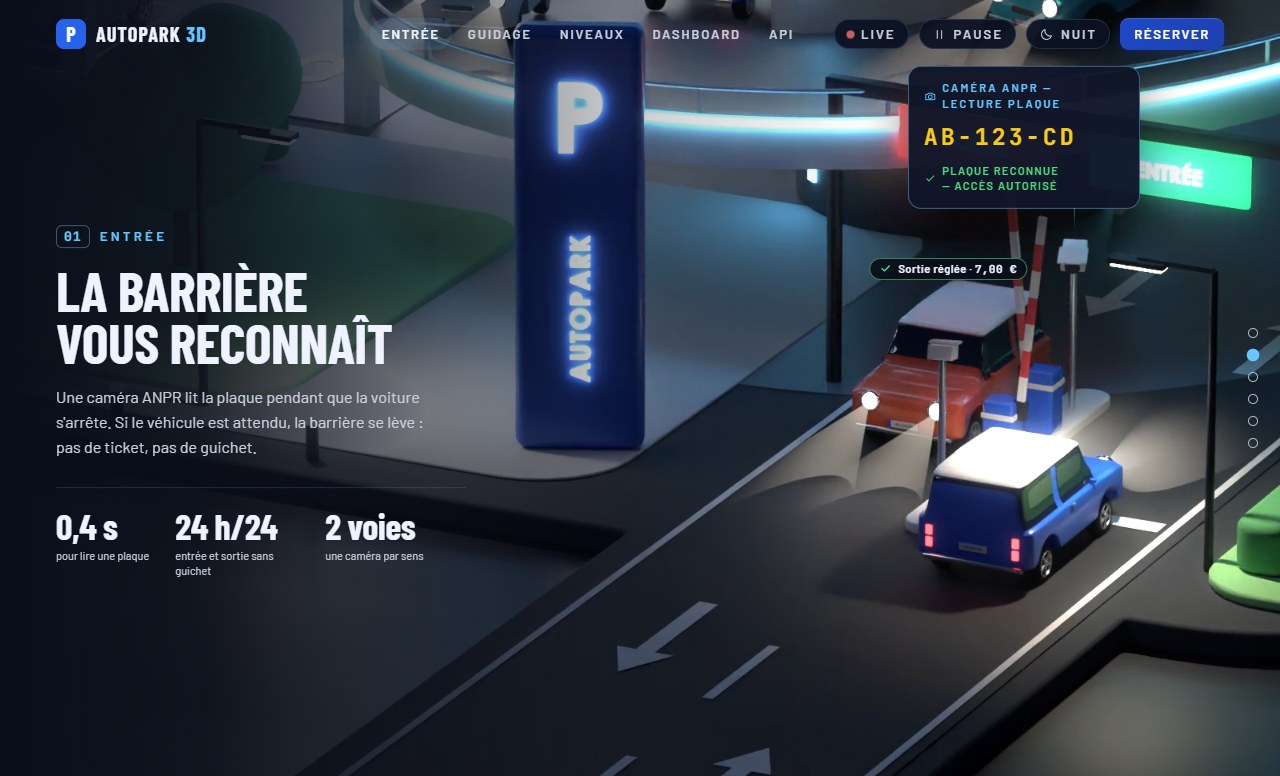 P AUTOPARK 3D
ENTRÉE GUIDAGE NIVEAUX DASHBOARD API
LIVE PAUSE NUIT RÉSERVER
CAMÉRA ANPR –
LECTURE PLAQUE
AB-123-CD
PLAQUE RECONNUE
– ACCÈS AUTORISÉ
ENTRÉE
P
AUTOPARK
Sortie réglée · 7,00 €
01 ENTRÉE
LA BARRIÈRE
VOUS RECONNAÎT
Une caméra ANPR lit la plaque pendant que la voiture
s'arrête. Si le véhicule est attendu, la barrière se lève :
pas de ticket, pas de guichet.
0,4 s
pour lire une plaque
24 h/24
entrée et sortie sans
guichet
2 voies
une caméra par sens